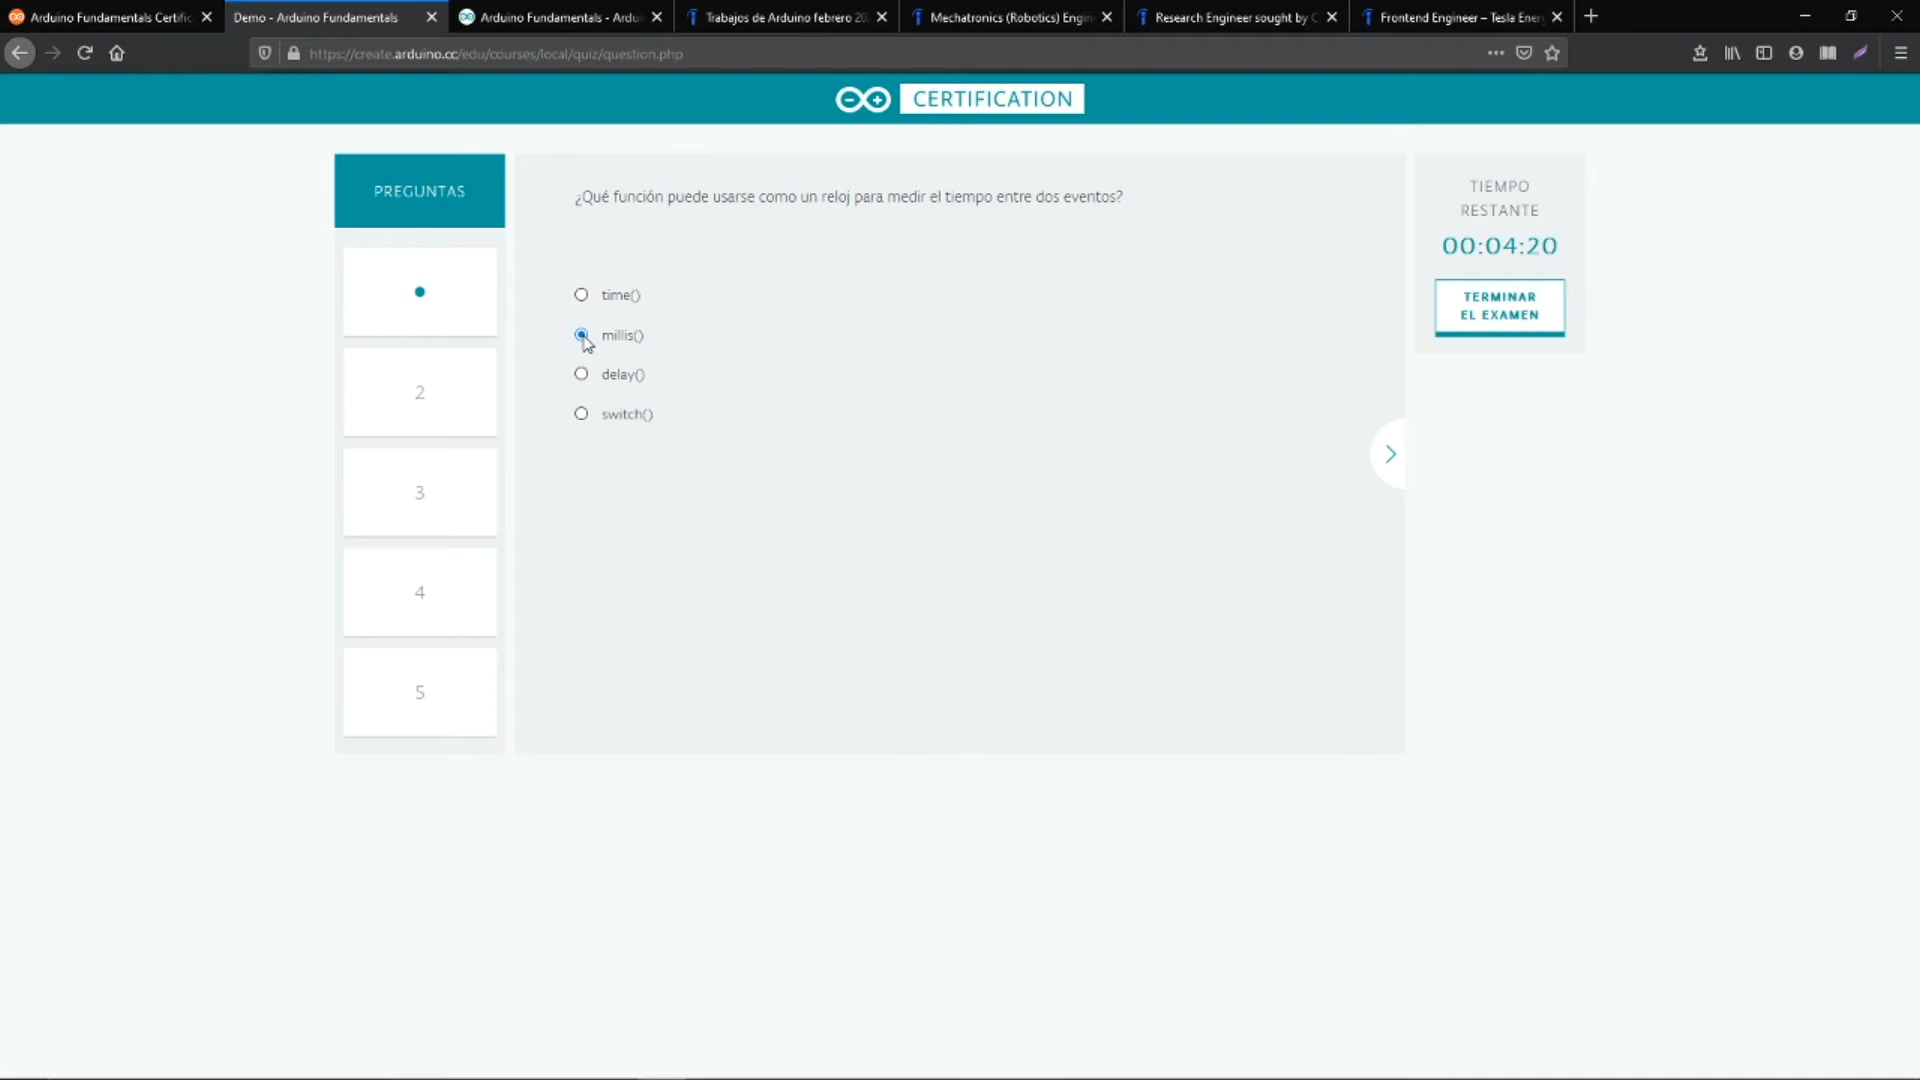 Arduino Fundamentals Certific
Demo - Arduino Fundamentals
Arduino Fundamentals - Ardu
Trabajos de Arduino febrero 20
Mechatronics (Robotics) Engin
Research Engineer sought by C
Frontend Engineer – Tesla Ener
https://create.arduino.cc/edu/courses/local/quiz/question.php
CERTIFICATION
PREGUNTAS
2
3
4
5
¿Qué función puede usarse como un reloj para medir el tiempo entre dos eventos?
time()
millis()
delay()
switch()
TIEMPO
RESTANTE
00:04:20
TERMINAR
EL EXAMEN